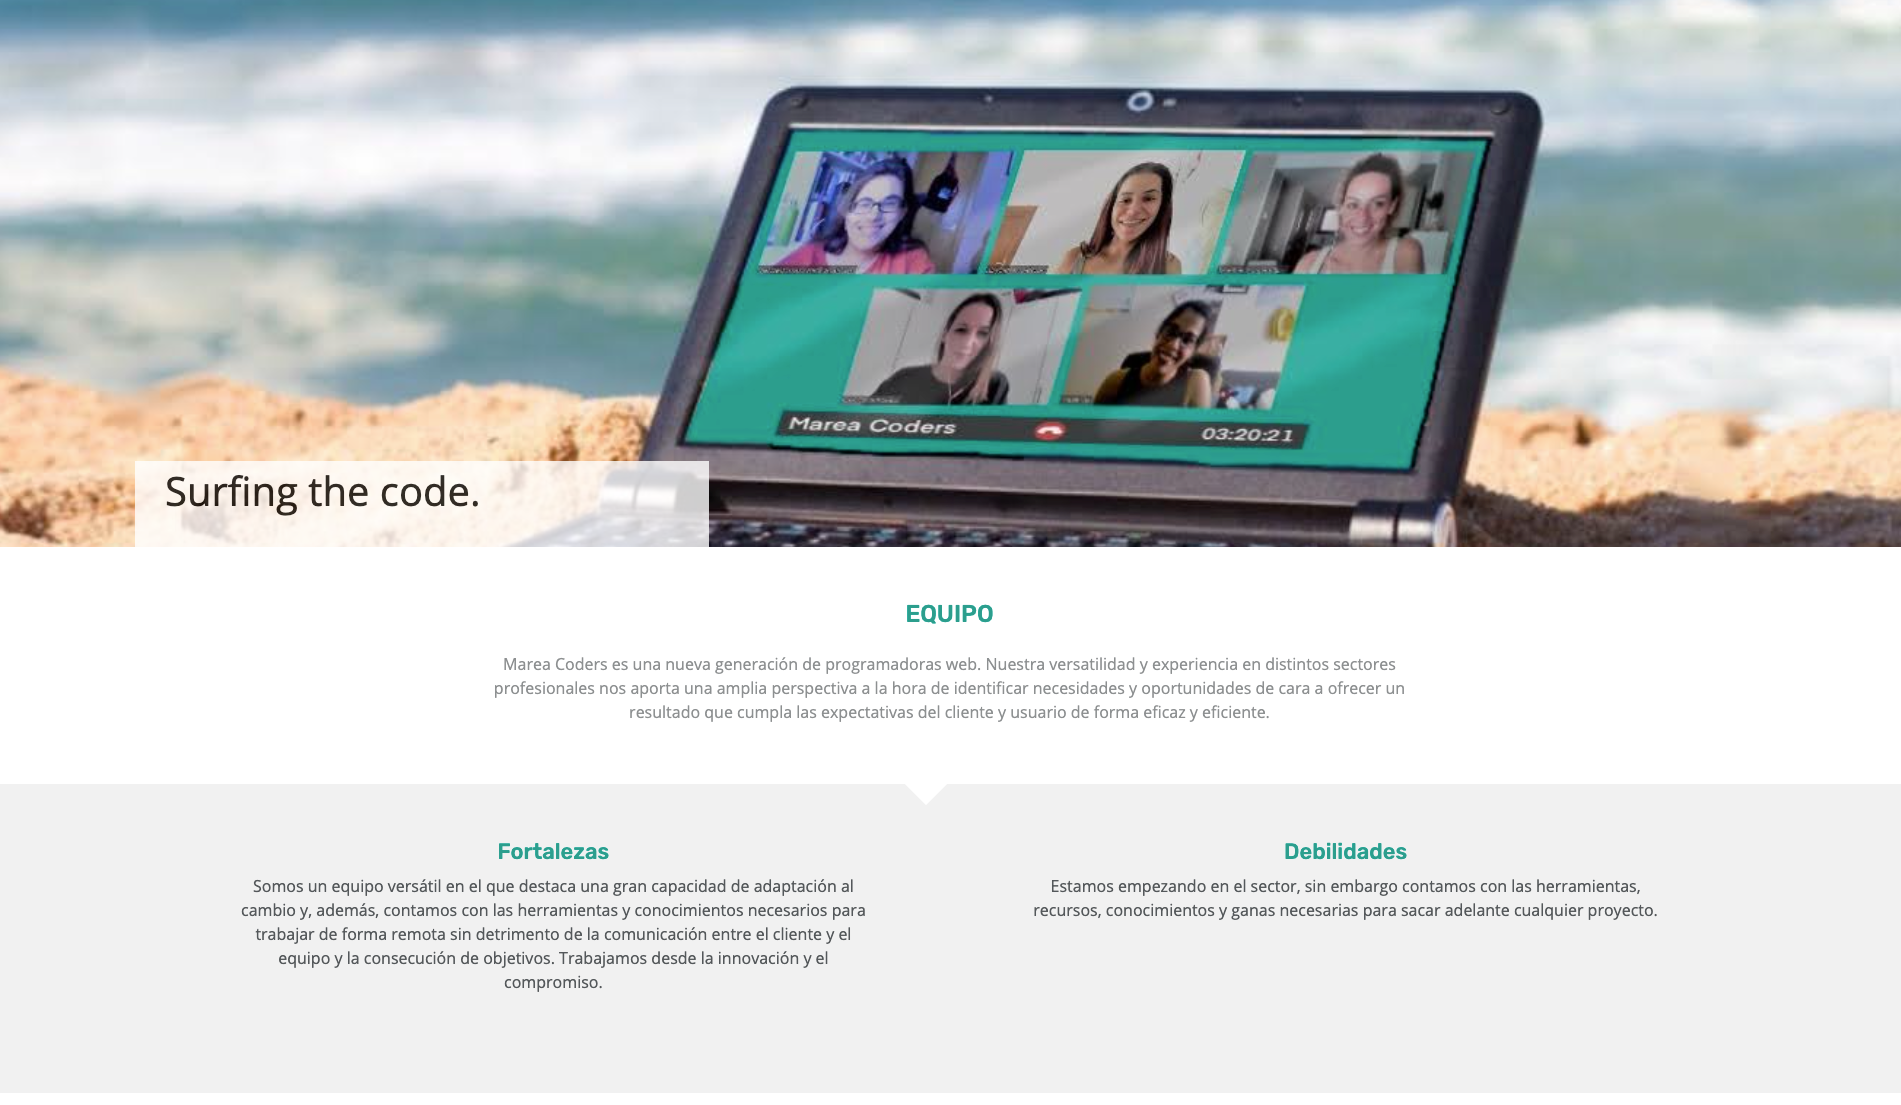 Marea Coders
03:20:21
Surfing the code.
EQUIPO
Marea Coders es una nueva generación de programadoras web. Nuestra versatilidad y experiencia en distintos sectores
profesionales nos aporta una amplia perspectiva a la hora de identificar necesidades y oportunidades de cara a ofrecer un
resultado que cumpla las expectativas del cliente y usuario de forma eficaz y eficiente.
Fortalezas
Somos un equipo versátil en el que destaca una gran capacidad de adaptación al
cambio y, además, contamos con las herramientas y conocimientos necesarios para
trabajar de forma remota sin detrimento de la comunicación entre el cliente y el
equipo y la consecución de objetivos. Trabajamos desde la innovación y el
compromiso.
Debilidades
Estamos empezando en el sector, sin embargo contamos con las herramientas,
recursos, conocimientos y ganas necesarias para sacar adelante cualquier proyecto.